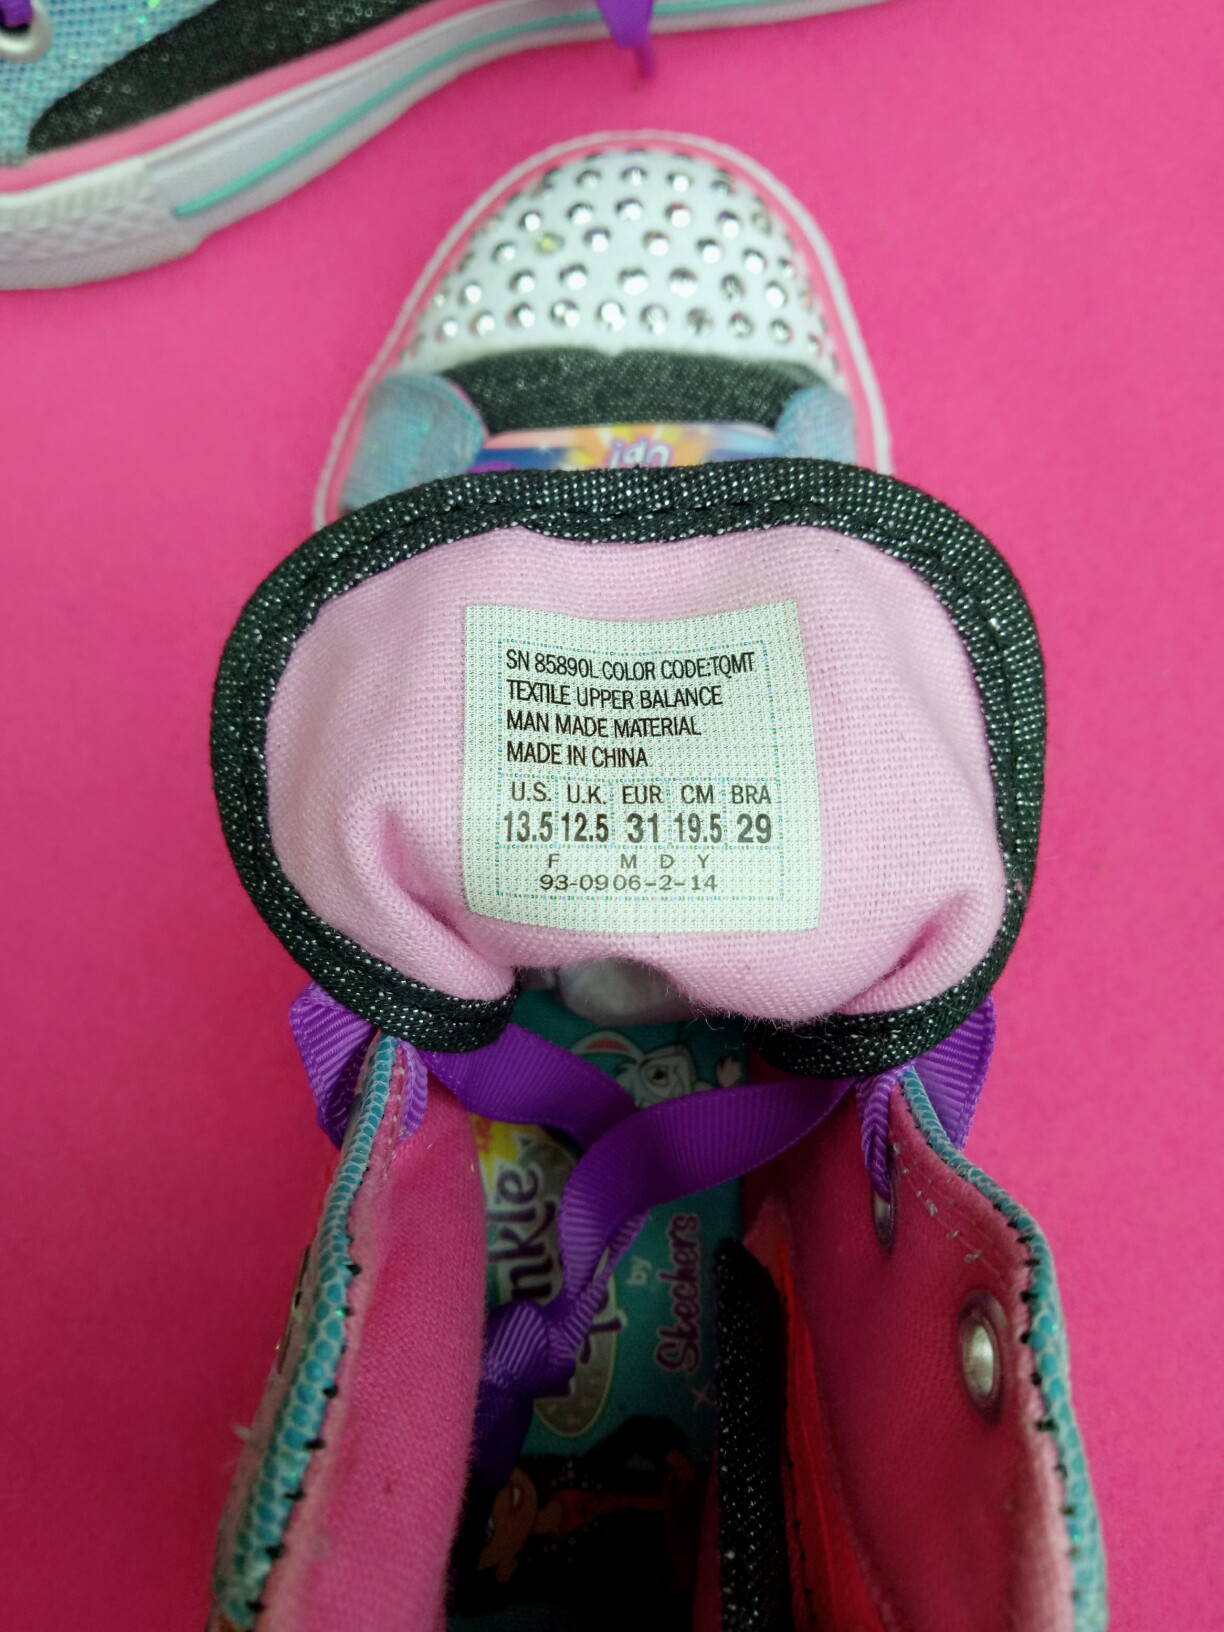 SN 85890L COLOR CODE:TQMT
TEXTILE UPPER BALANCE
MAN MADE MATERIAL
MADE IN CHINA
U.S. U.K. EUR CM BRA
13.5 12.5 31 19.5 29
F M D Y
93-09 06-2-14
by
Skechers